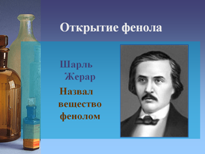 Открытие фенола
Шарль
Жерар
Назвал
вещество
фенолом